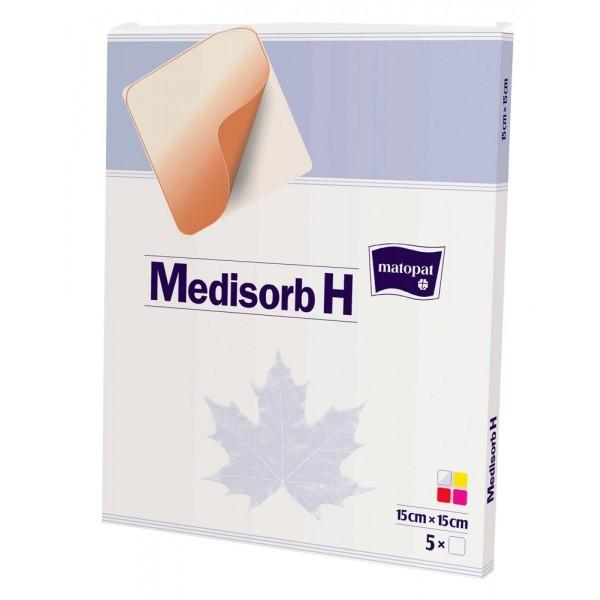 15cm × 15cm
matopat
Medisorb H
Medisorb H
15cm × 15cm
5×